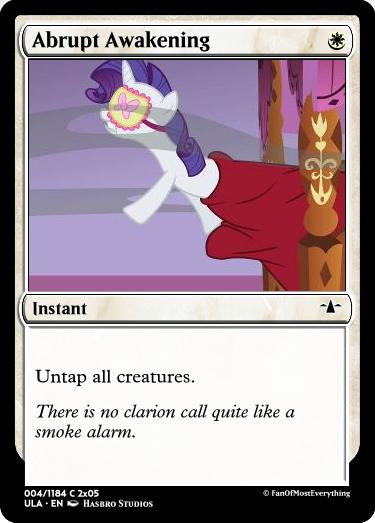 Abrupt Awakening
Instant
Untap all creatures.
There is no clarion call quite like a
smoke alarm.
004/1184 C 2x05
ULA • EN Hasbro Studios
© FanOfMostEverything